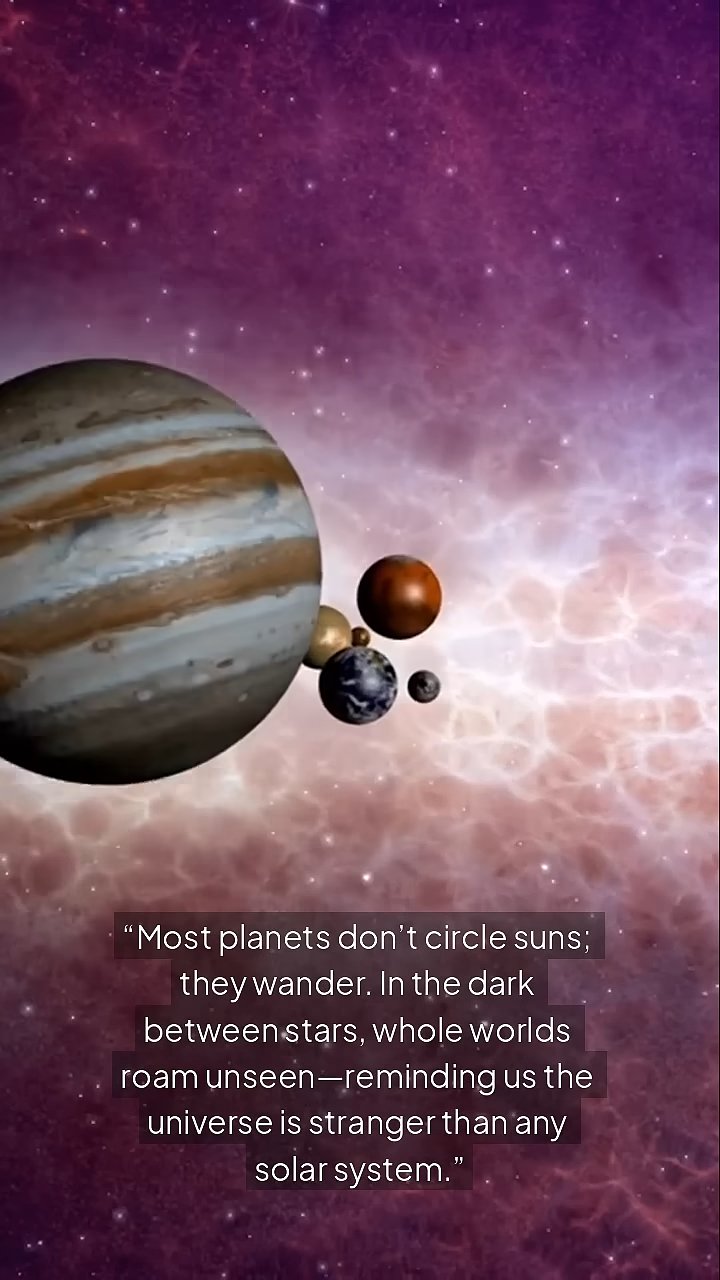 “Most planets don’t circle suns;
they wander. In the dark
between stars, whole worlds
roam unseen—reminding us the
universe is stranger than any
solar system.”